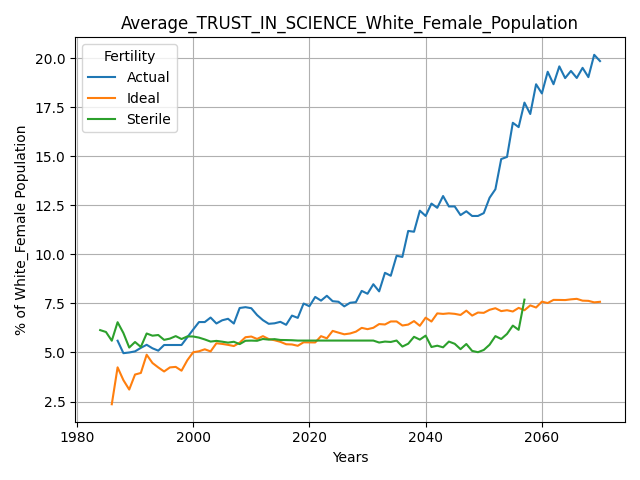 Average_TRUST_IN_SCIENCE_White_Female_Population
Fertility
Actual
Ideal
Sterile
% of White_Female Population
20.0
17.5
15.0
12.5
10.0
7.5
5.0
2.5
1980
2000
2020
2040
2060
Years